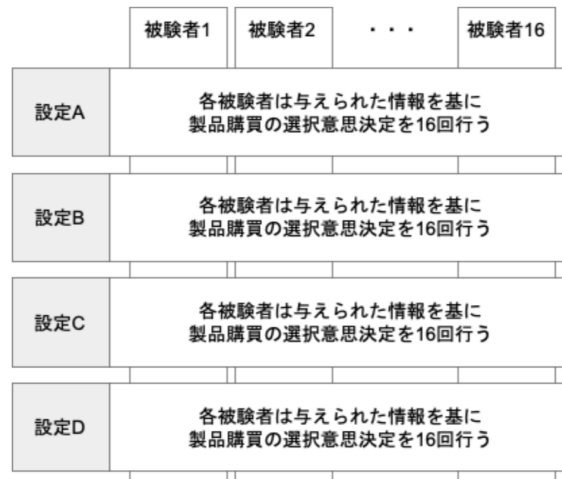 被験者1 被験者2 ・・・ 被験者16
設定A
各被験者は与えられた情報を基に
製品購買の選択意思決定を16回行う
設定B
各被験者は与えられた情報を基に
製品購買の選択意思決定を16回行う
設定C
各被験者は与えられた情報を基に
製品購買の選択意思決定を16回行う
設定D
各被験者は与えられた情報を基に
製品購買の選択意思決定を16回行う